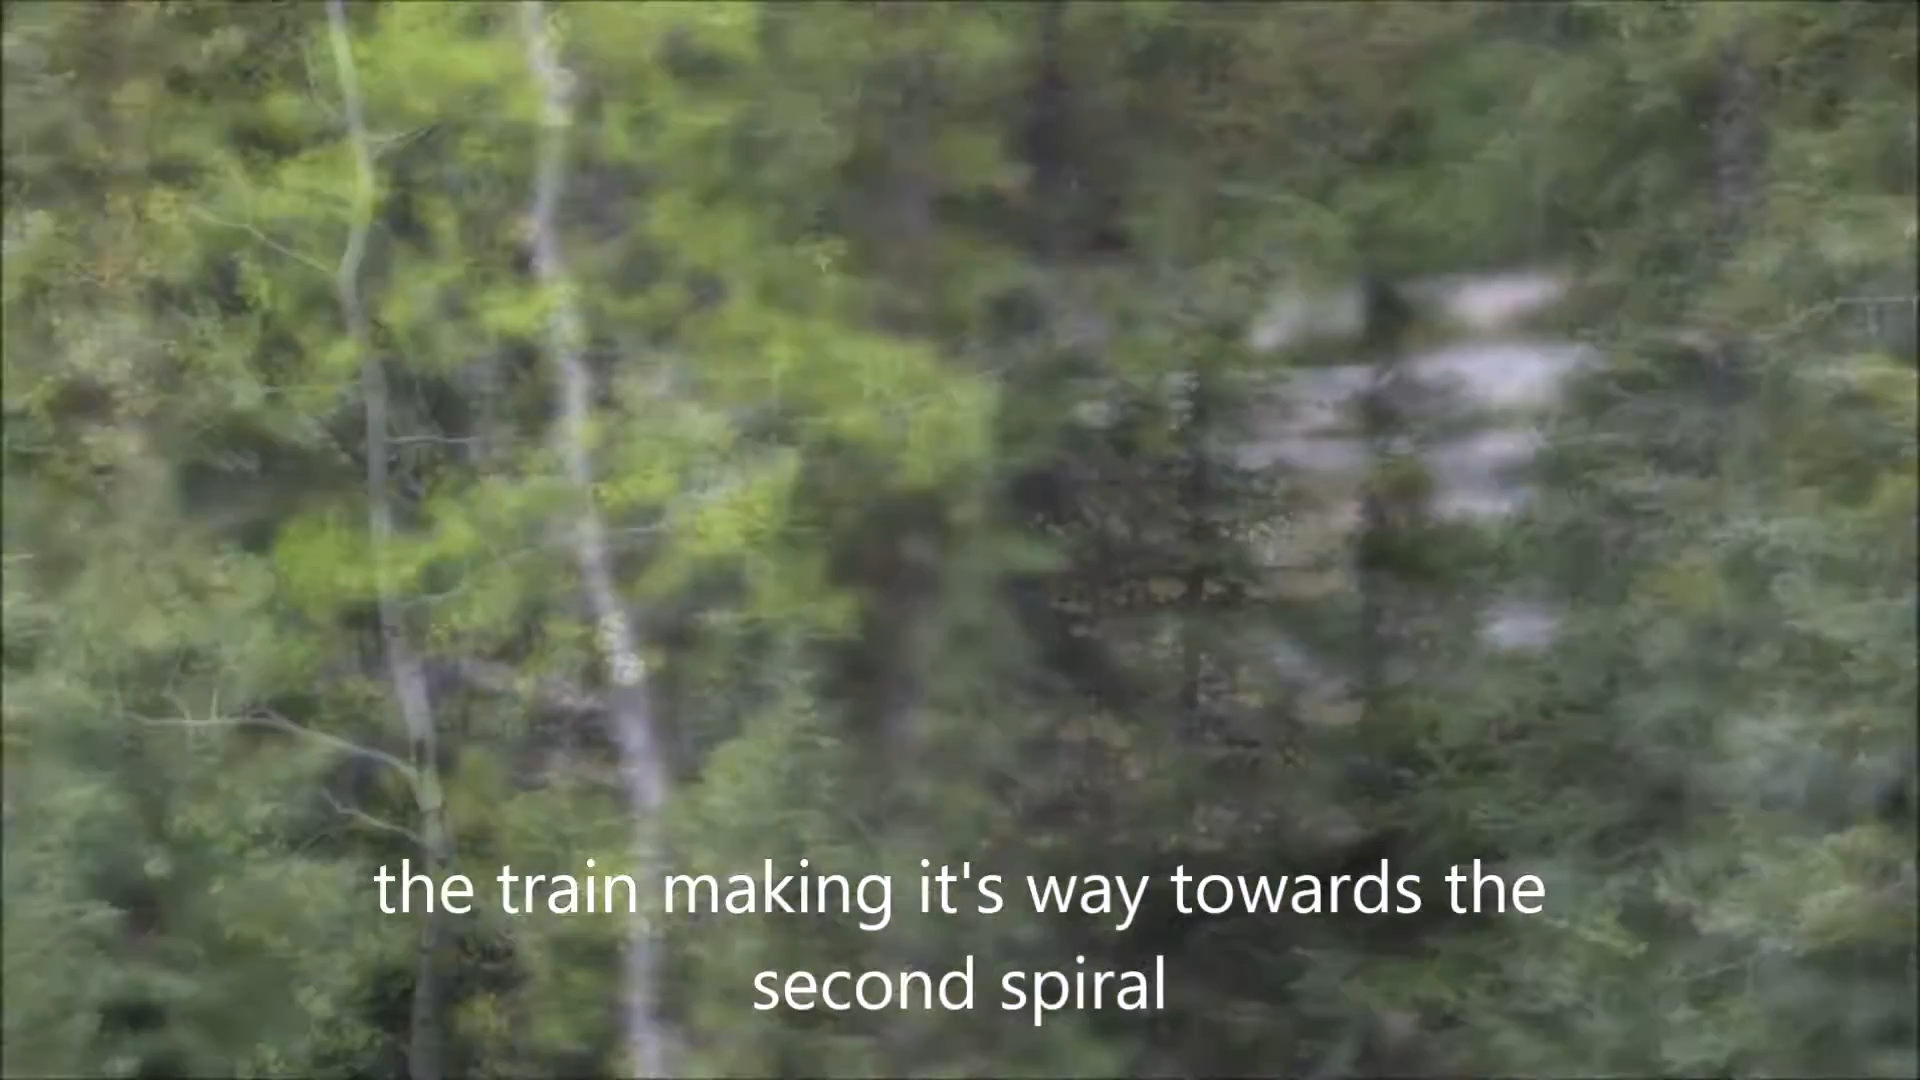 the train making it's way towards the
second spiral